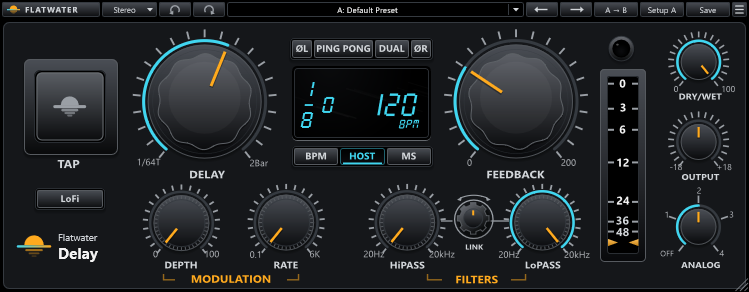 FLATWATER Stereo A: Default Preset A → B Setup A Save
ØL PING PONG DUAL ØR
1/8 0 120 BPM
TAP
1/64T 2Bar
DELAY
BPM HOST MS
0 200
FEEDBACK
0
3
6
12
24
36
48
0 100
DRY/WET
-18 +18
OUTPUT
OFF 1 2 3 4
ANALOG
LoFi
Flatwater
Delay
0 100
DEPTH
0.1 6K
RATE
MODULATION
20Hz 20kHz
HiPASS
LINK
20Hz 20kHz
LoPASS
FILTERS